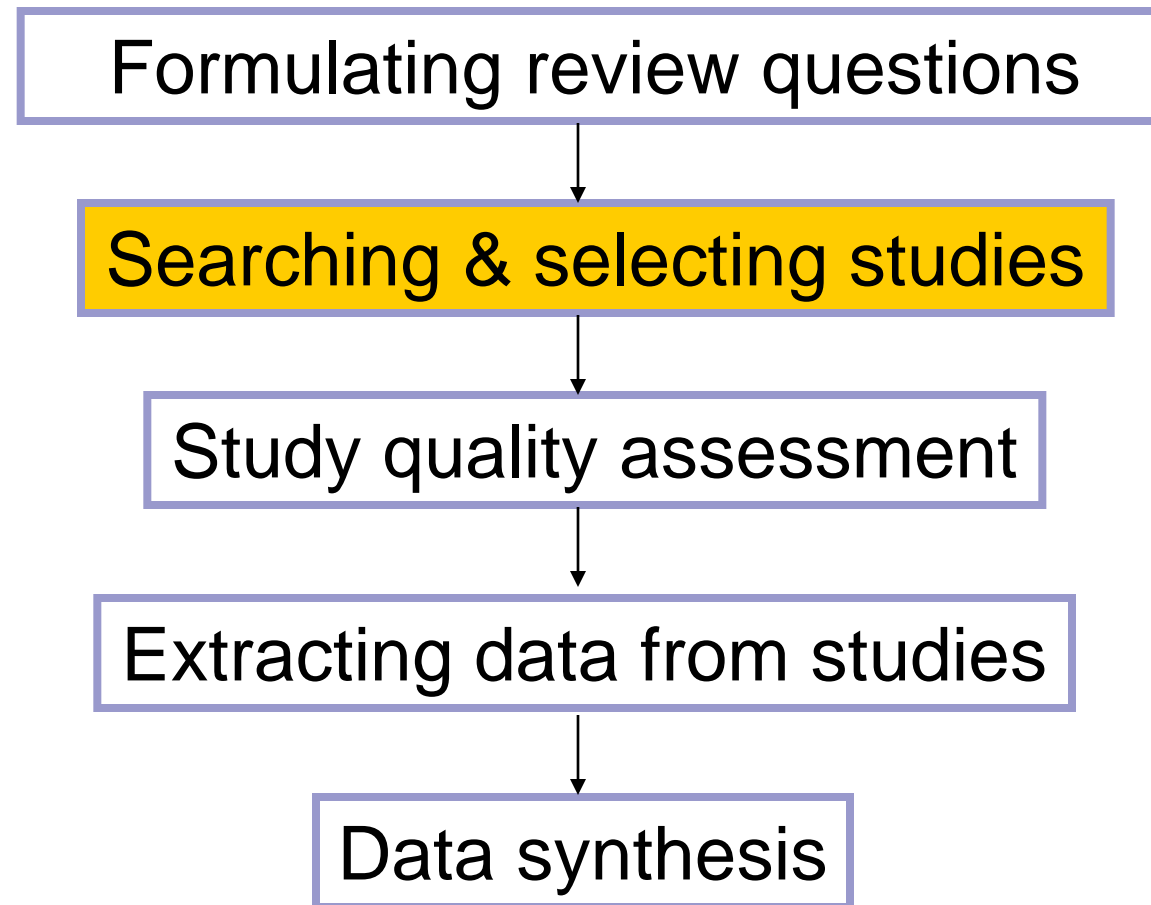 Formulating review questions
Searching & selecting studies
Study quality assessment
Extracting data from studies
Data synthesis